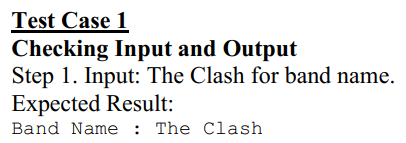 Test Case 1
Checking Input and Output
Step 1. Input: The Clash for band name.
Expected Result:
Band Name : The Clash